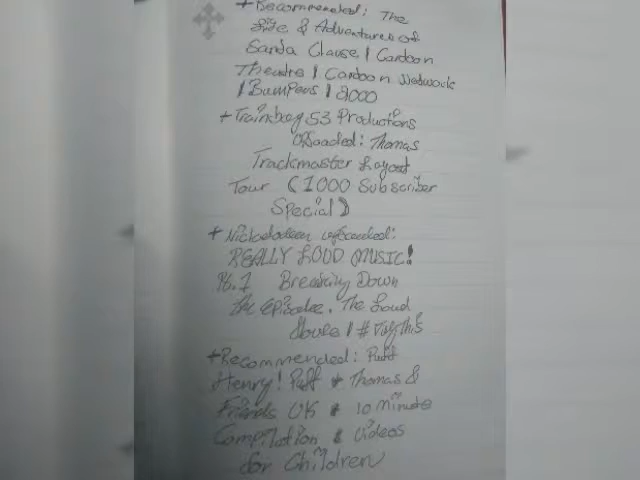 +Recommended: The
Life & Adventures of
Santa Clause | Cartoon
Theatre | Cartoon Network
| Bumpers | 2000
+Trainboy53 Productions
Uploaded: Thomas
Trackmaster Layout
Tour (1000 Subscriber
Special)
+Nickelodeon uploaded:
REALLY LOUD MUSIC!
Pt. 1 Breaking Down
the Episode. The Loud
House |
+Recommended: Puff
Henry! Puff Thomas &
Friends UK 10 Minute
Compilation Videos
for Children